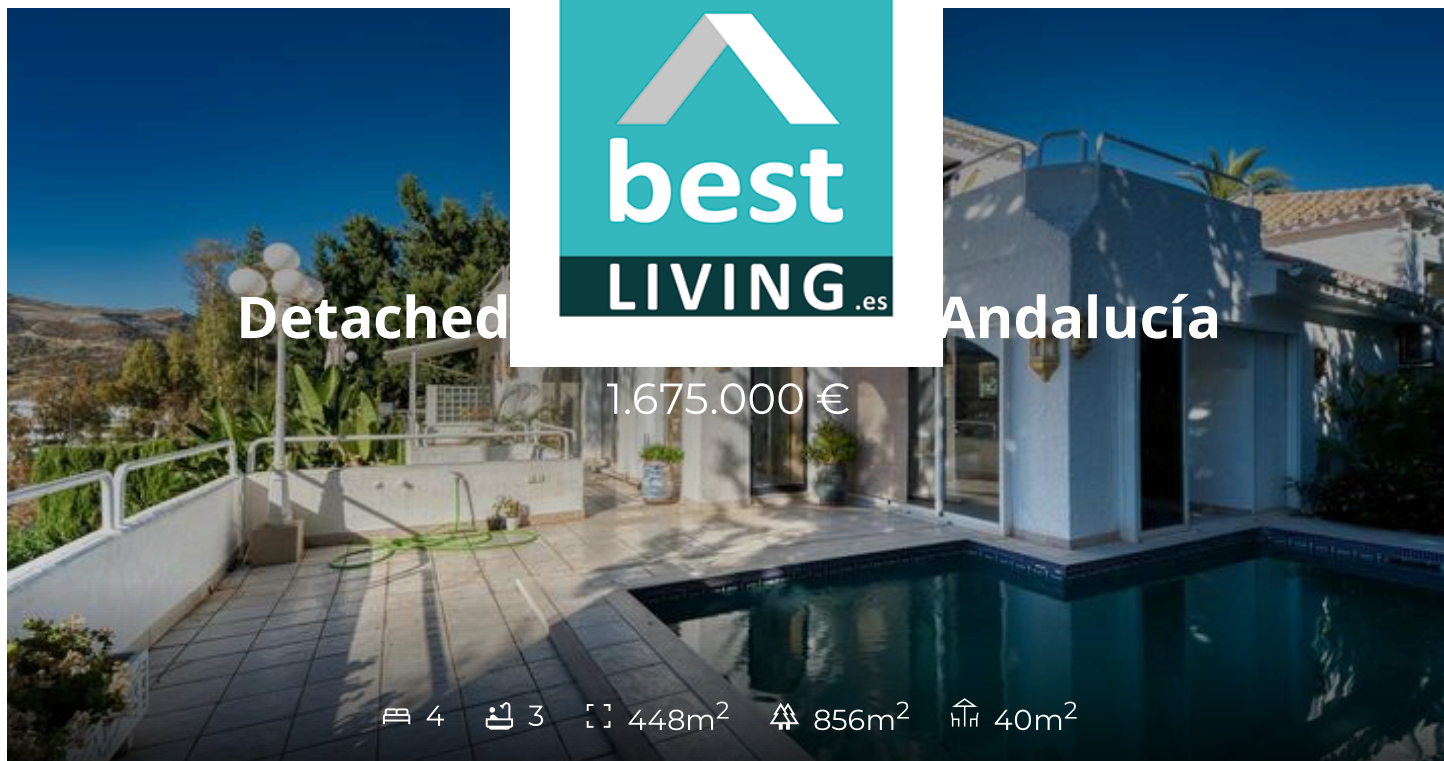 best
LIVING.es
Detached Andalucía
1.675.000 €
4 3 448m² 856m² 40m²